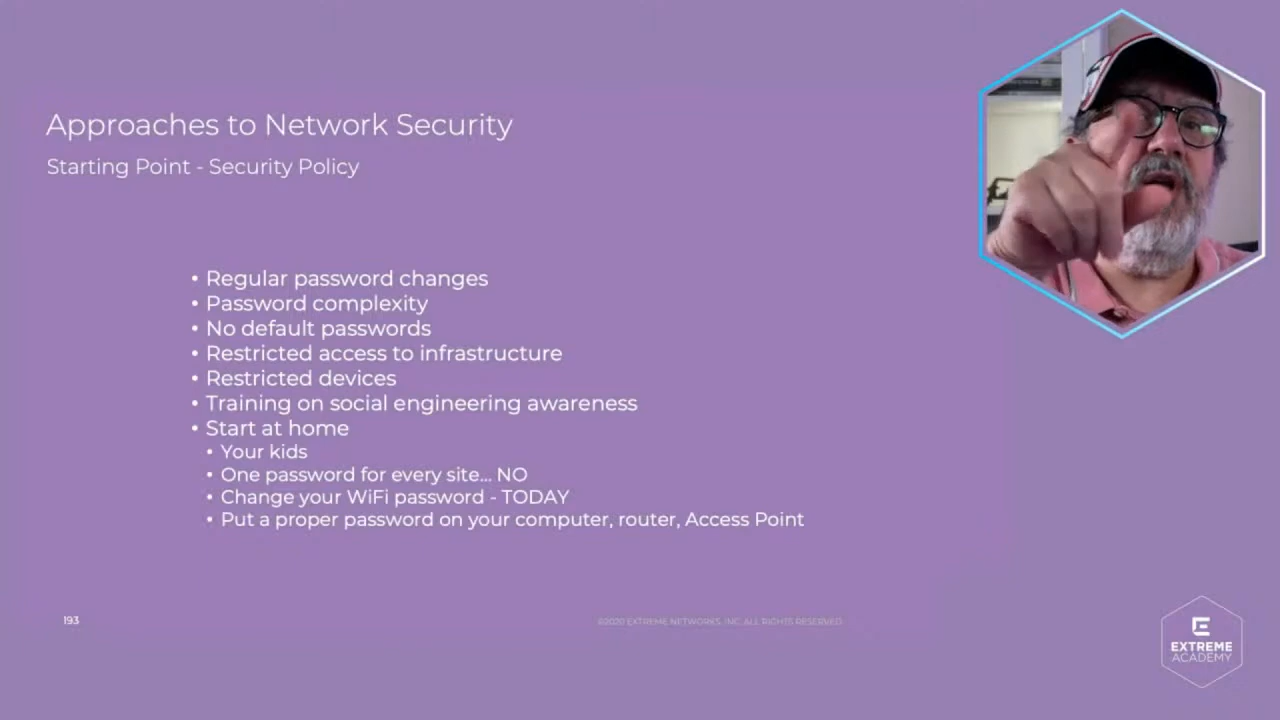 Approaches to Network Security
Starting Point - Security Policy
• Regular password changes
• Password complexity
• No default passwords
• Restricted access to infrastructure
• Restricted devices
• Training on social engineering awareness
• Start at home
• Your kids
• One password for every site... NO
• Change your WiFi password - TODAY
• Put a proper password on your computer, router, Access Point
193
©2020 EXTREME NETWORKS, INC. ALL RIGHTS RESERVED.
EXTREME
ACADEMY